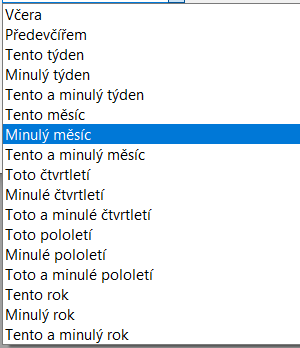 Včera
Předevčířem
Tento týden
Minulý týden
Tento a minulý týden
Tento měsíc
Minulý měsíc
Tento a minulý měsíc
Toto čtvrtletí
Minulé čtvrtletí
Toto a minulé čtvrtletí
Toto pololetí
Minulé pololetí
Toto a minulé pololetí
Tento rok
Minulý rok
Tento a minulý rok